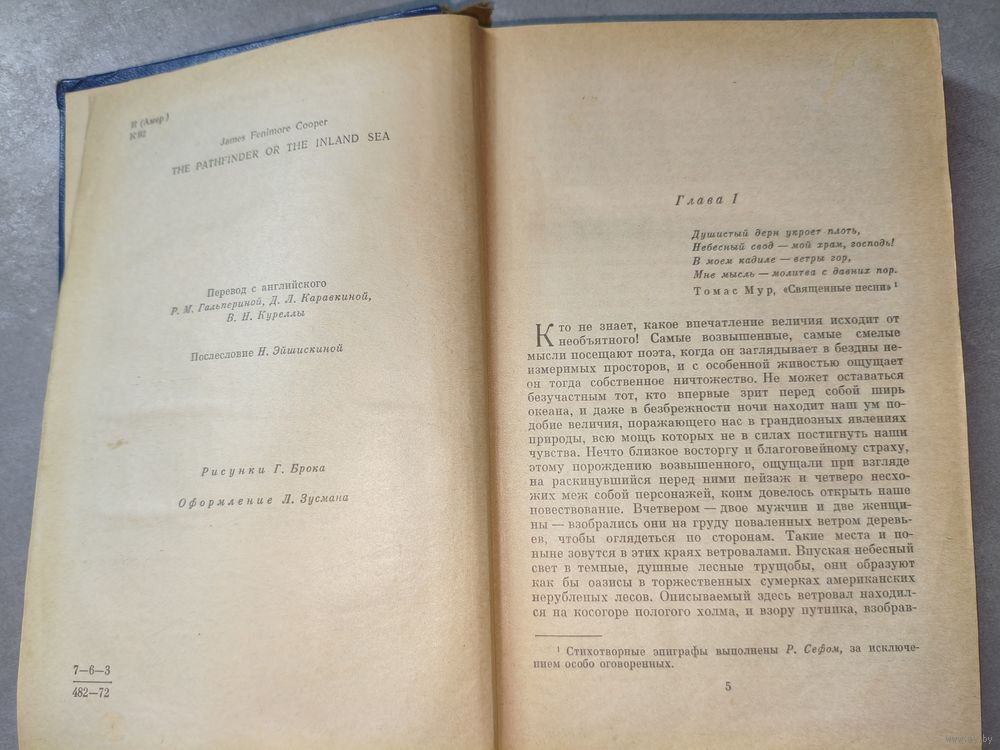 И (Амер)
К 92
James Fenimore Cooper
THE PATHFINDER OR THE INLAND SEA
Перевод с английского
Р. М. Гальпериной, Д. Л. Каравкиной,
В. Н. Куреллы
Послесловие Н. Эйшискиной
Рисунки Г. Брока
Оформление Л. Зусмана
7—6—3
482—72
Глава I
Душистый дерн укроет плоть,
Небесный свод — мой храм, господь!
В моем кадиле — ветры гор,
Мне мысль — молитва с давних пор.
Томас Мур, «Священные песни» ¹
Кто не знает, какое впечатление величия исходит от
необъятного! Самые возвышенные, самые смелые
мысли посещают поэта, когда он заглядывает в бездны не-
измеримых просторов, и с особенной живостью ощущает
он тогда собственное ничтожество. Не может оставаться
безучастным тот, кто впервые зрит перед собой ширь
океана, и даже в безбрежности ночи находит наш ум по-
добие величия, поражающего нас в грандиозных явлениях
природы, всю мощь которых не в силах постигнуть наши
чувства. Нечто близкое восторгу и благоговейному страху,
этому порождению возвышенного, ощущали при взгляде
на раскинувшийся перед ними пейзаж и четверо несхо-
жих меж собой персонажей, коим довелось открыть наше
повествование. Вчетвером — двое мужчин и две женщи-
ны — взобрались они на груду поваленных ветром деревь-
ев, чтобы оглядеться по сторонам. Такие места и по-
ныне зовутся в этих краях ветровалами. Впуская небесный
свет в темные, душные лесные трущобы, они образуют
как бы оазисы в торжественных сумерках американских
нерубленых лесов. Описываемый здесь ветровал находил-
ся на косогоре пологого холма, и взору путника, взобрав-
¹ Стихотворные эпиграфы выполнены Р. Сефом, за исключе-
нием особо оговоренных.
5